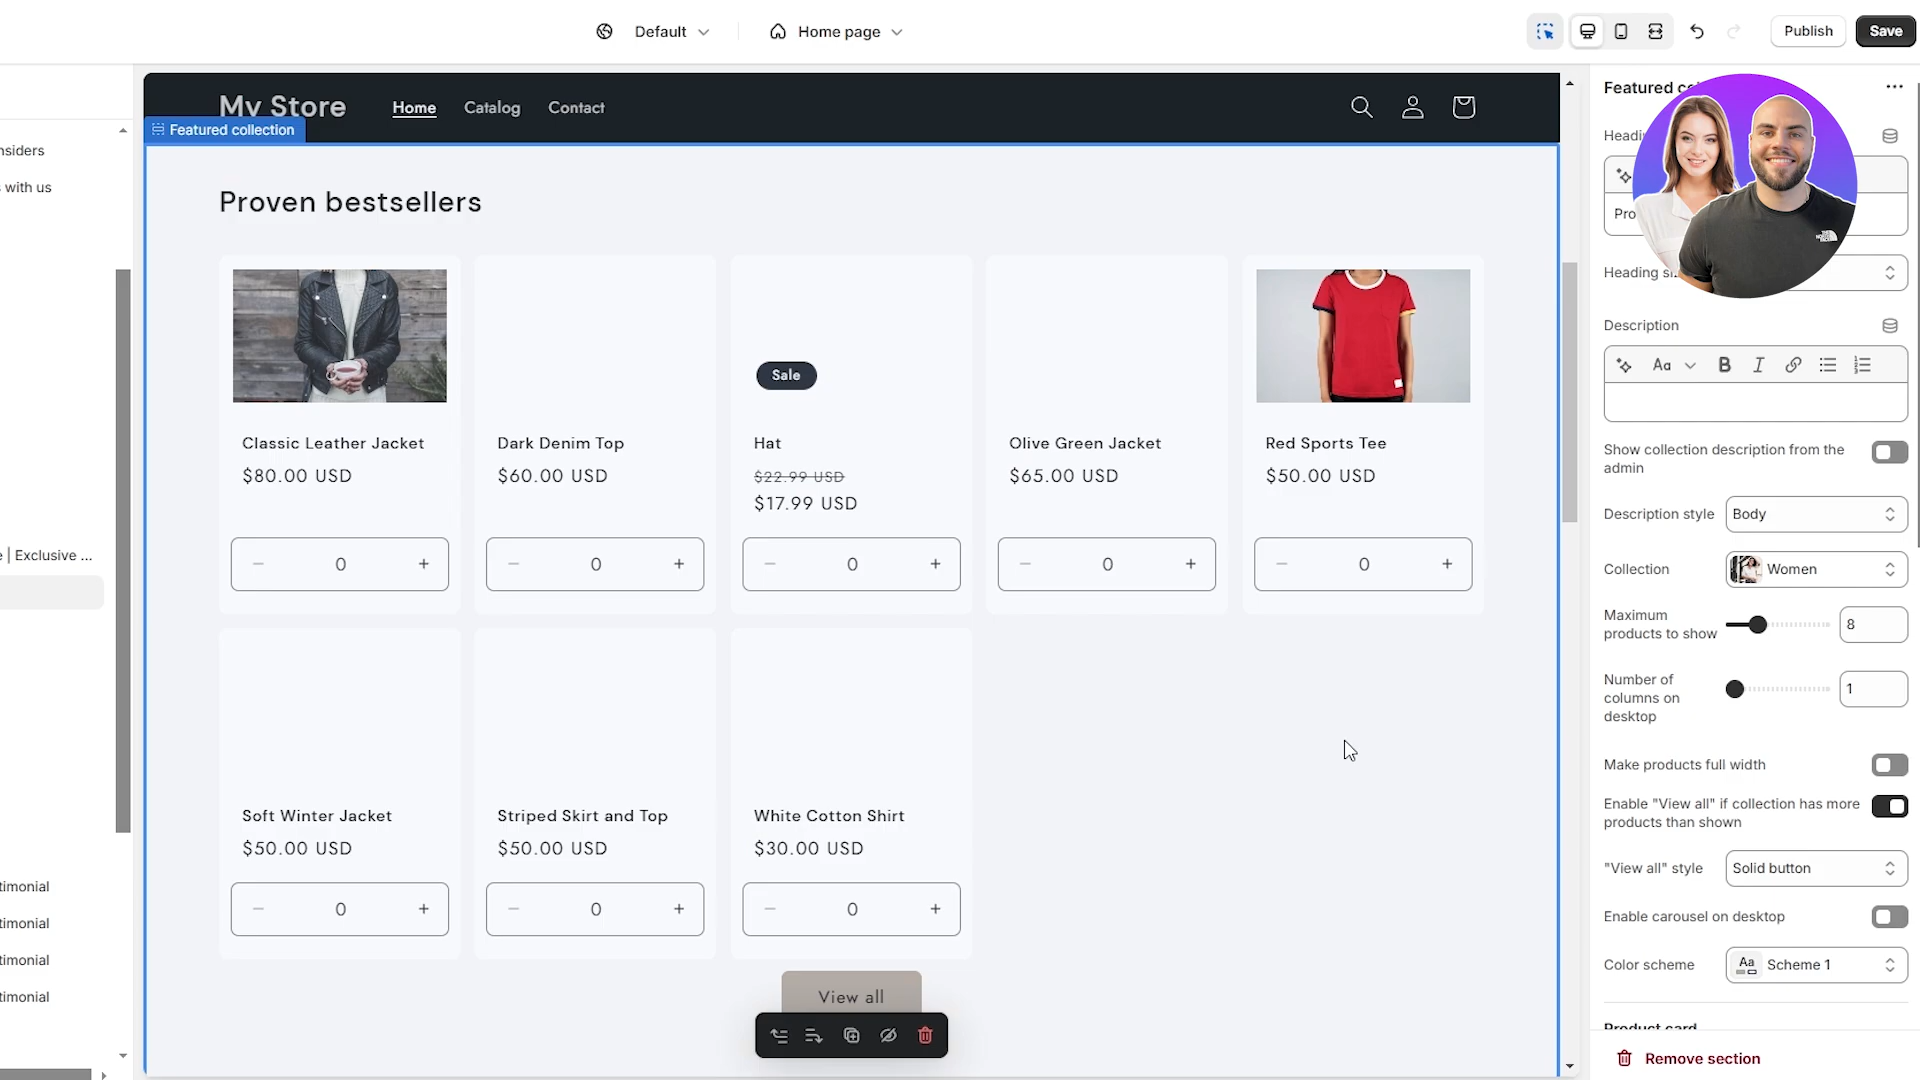 Default
Home page
Publish
Save
My Store
Home
Catalog
Contact
Featured collection
nsiders
with us
| Exclusive ...
timonial
timonial
timonial
timonial
Proven bestsellers
Classic Leather Jacket
$80.00 USD
0
Dark Denim Top
$60.00 USD
0
Sale
Hat
$22.99 USD
$17.99 USD
0
Olive Green Jacket
$65.00 USD
0
Red Sports Tee
$50.00 USD
0
Soft Winter Jacket
$50.00 USD
0
Striped Skirt and Top
$50.00 USD
0
White Cotton Shirt
$30.00 USD
0
View all
Featured co
Headi
Pro
Heading si
Description
Aa
B I
Show collection description from the
admin
Description style
Body
Collection
Women
Maximum
products to show
8
Number of
columns on
desktop
1
Make products full width
Enable "View all" if collection has more
products than shown
"View all" style
Solid button
Enable carousel on desktop
Color scheme
Aa
Scheme 1
Product card
Remove section